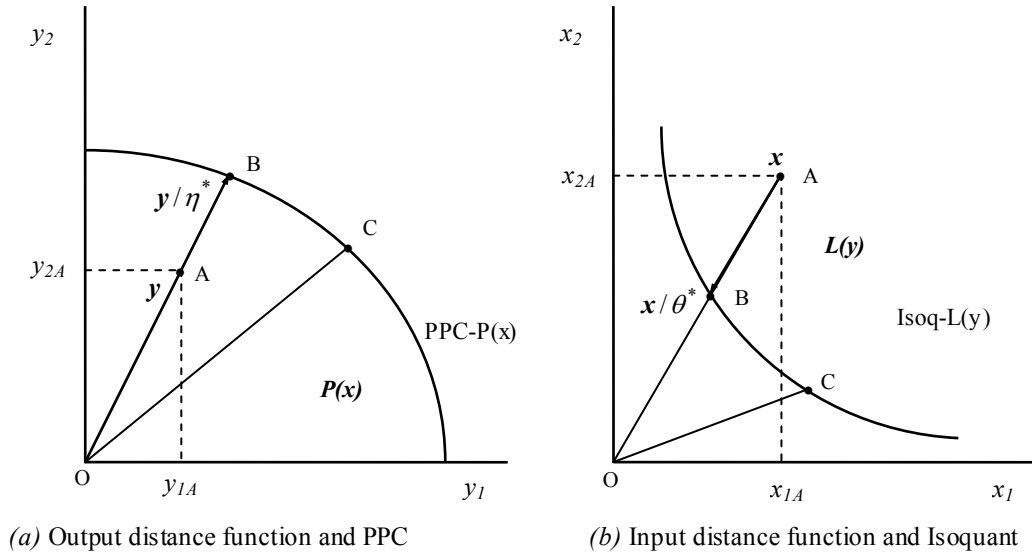 y2
B
y/η*
C
y2A
A
y
PPC-P(x)
P(x)
O
y1A
y1
(a) Output distance function and PPC
x2
x
x2A
A
L(y)
x/θ*
B
Isoq-L(y)
C
O
x1A
x1
(b) Input distance function and Isoquant